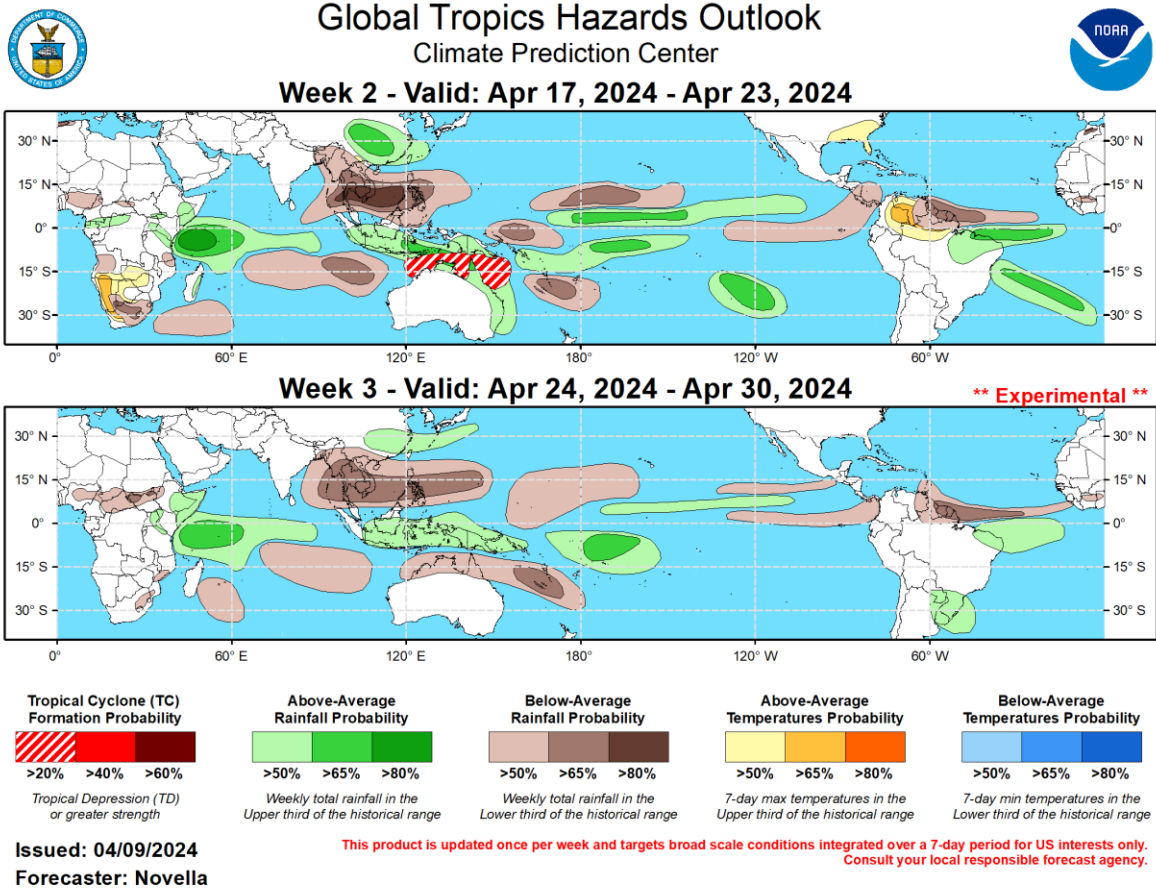 Global Tropics Hazards Outlook
Climate Prediction Center
DEPARTMENT OF COMMERCE
UNITED STATES OF AMERICA
NOAA
Week 2 - Valid: Apr 17, 2024 - Apr 23, 2024
30° N 30° N
15° N 15° N
0° 0°
15° S 15° S
30° S 30° S
0° 60° E 120° E 180° 120° W 60° W
Week 3 - Valid: Apr 24, 2024 - Apr 30, 2024
** Experimental **
30° N 30° N
15° N 15° N
0° 0°
15° S 15° S
30° S 30° S
0° 60° E 120° E 180° 120° W 60° W
Tropical Cyclone (TC)
Formation Probability
>20% >40% >60%
Tropical Depression (TD)
or greater strength
Above-Average
Rainfall Probability
>50% >65% >80%
Weekly total rainfall in the
Upper third of the historical range
Below-Average
Rainfall Probability
>50% >65% >80%
Weekly total rainfall in the
Lower third of the historical range
Above-Average
Temperatures Probability
>50% >65% >80%
7-day max temperatures in the
Upper third of the historical range
Below-Average
Temperatures Probability
>50% >65% >80%
7-day min temperatures in the
Lower third of the historical range
Issued: 04/09/2024
Forecaster: Novella
This product is updated once per week and targets broad scale conditions integrated over a 7-day period for US interests only.
Consult your local responsible forecast agency.